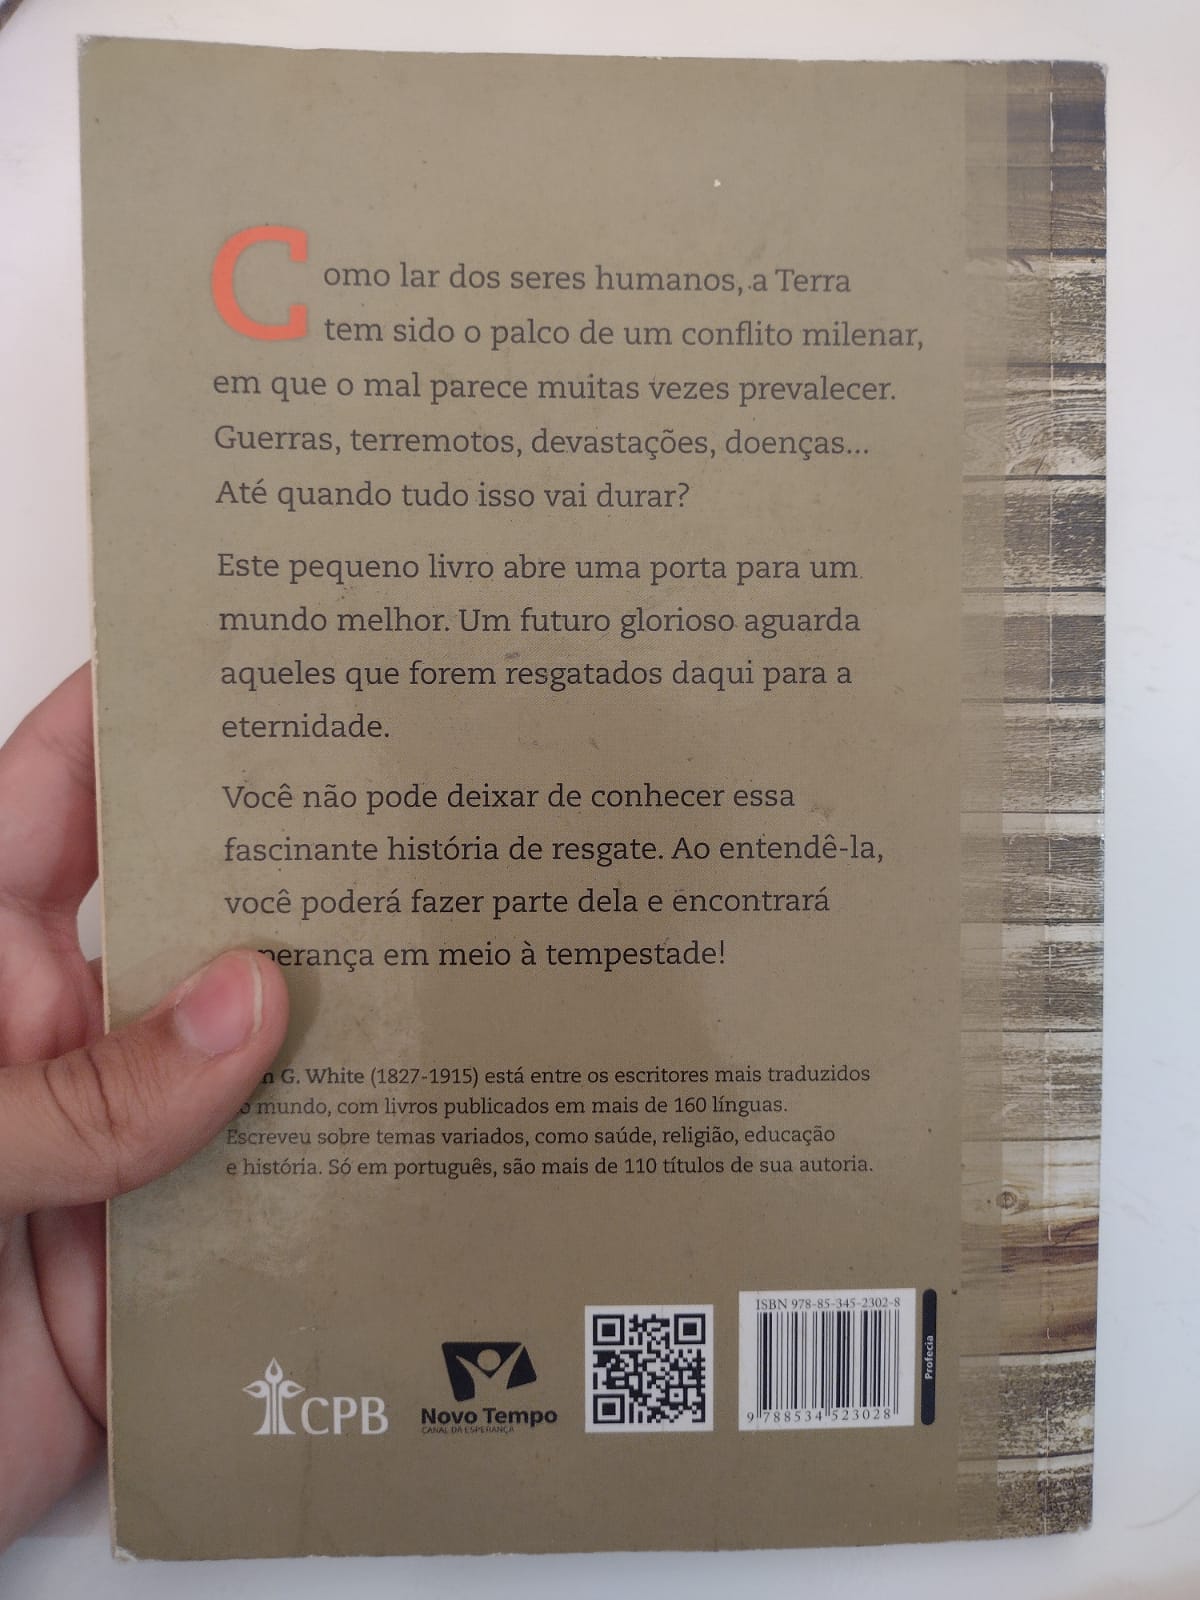 Como lar dos seres humanos, a Terra
tem sido o palco de um conflito milenar,
em que o mal parece muitas vezes prevalecer.
Guerras, terremotos, devastações, doenças...
Até quando tudo isso vai durar?
Este pequeno livro abre uma porta para um
mundo melhor. Um futuro glorioso aguarda
aqueles que forem resgatados daqui para a
eternidade.
Você não pode deixar de conhecer essa
fascinante história de resgate. Ao entendê-la,
você poderá fazer parte dela e encontrará
em meio à tempestade!
G. White (1827-1915) está entre os escritores mais traduzidos
mundo, com livros publicados em mais de 160 línguas.
Escreveu sobre temas variados, como saúde, religião, educação
e história. Só em português, são mais de 110 títulos de sua autoria.
CPB
Novo Tempo
CANAL DA ESPERANÇA
ISBN 978-85-345-2302-8
9 788534 523028
Profecia